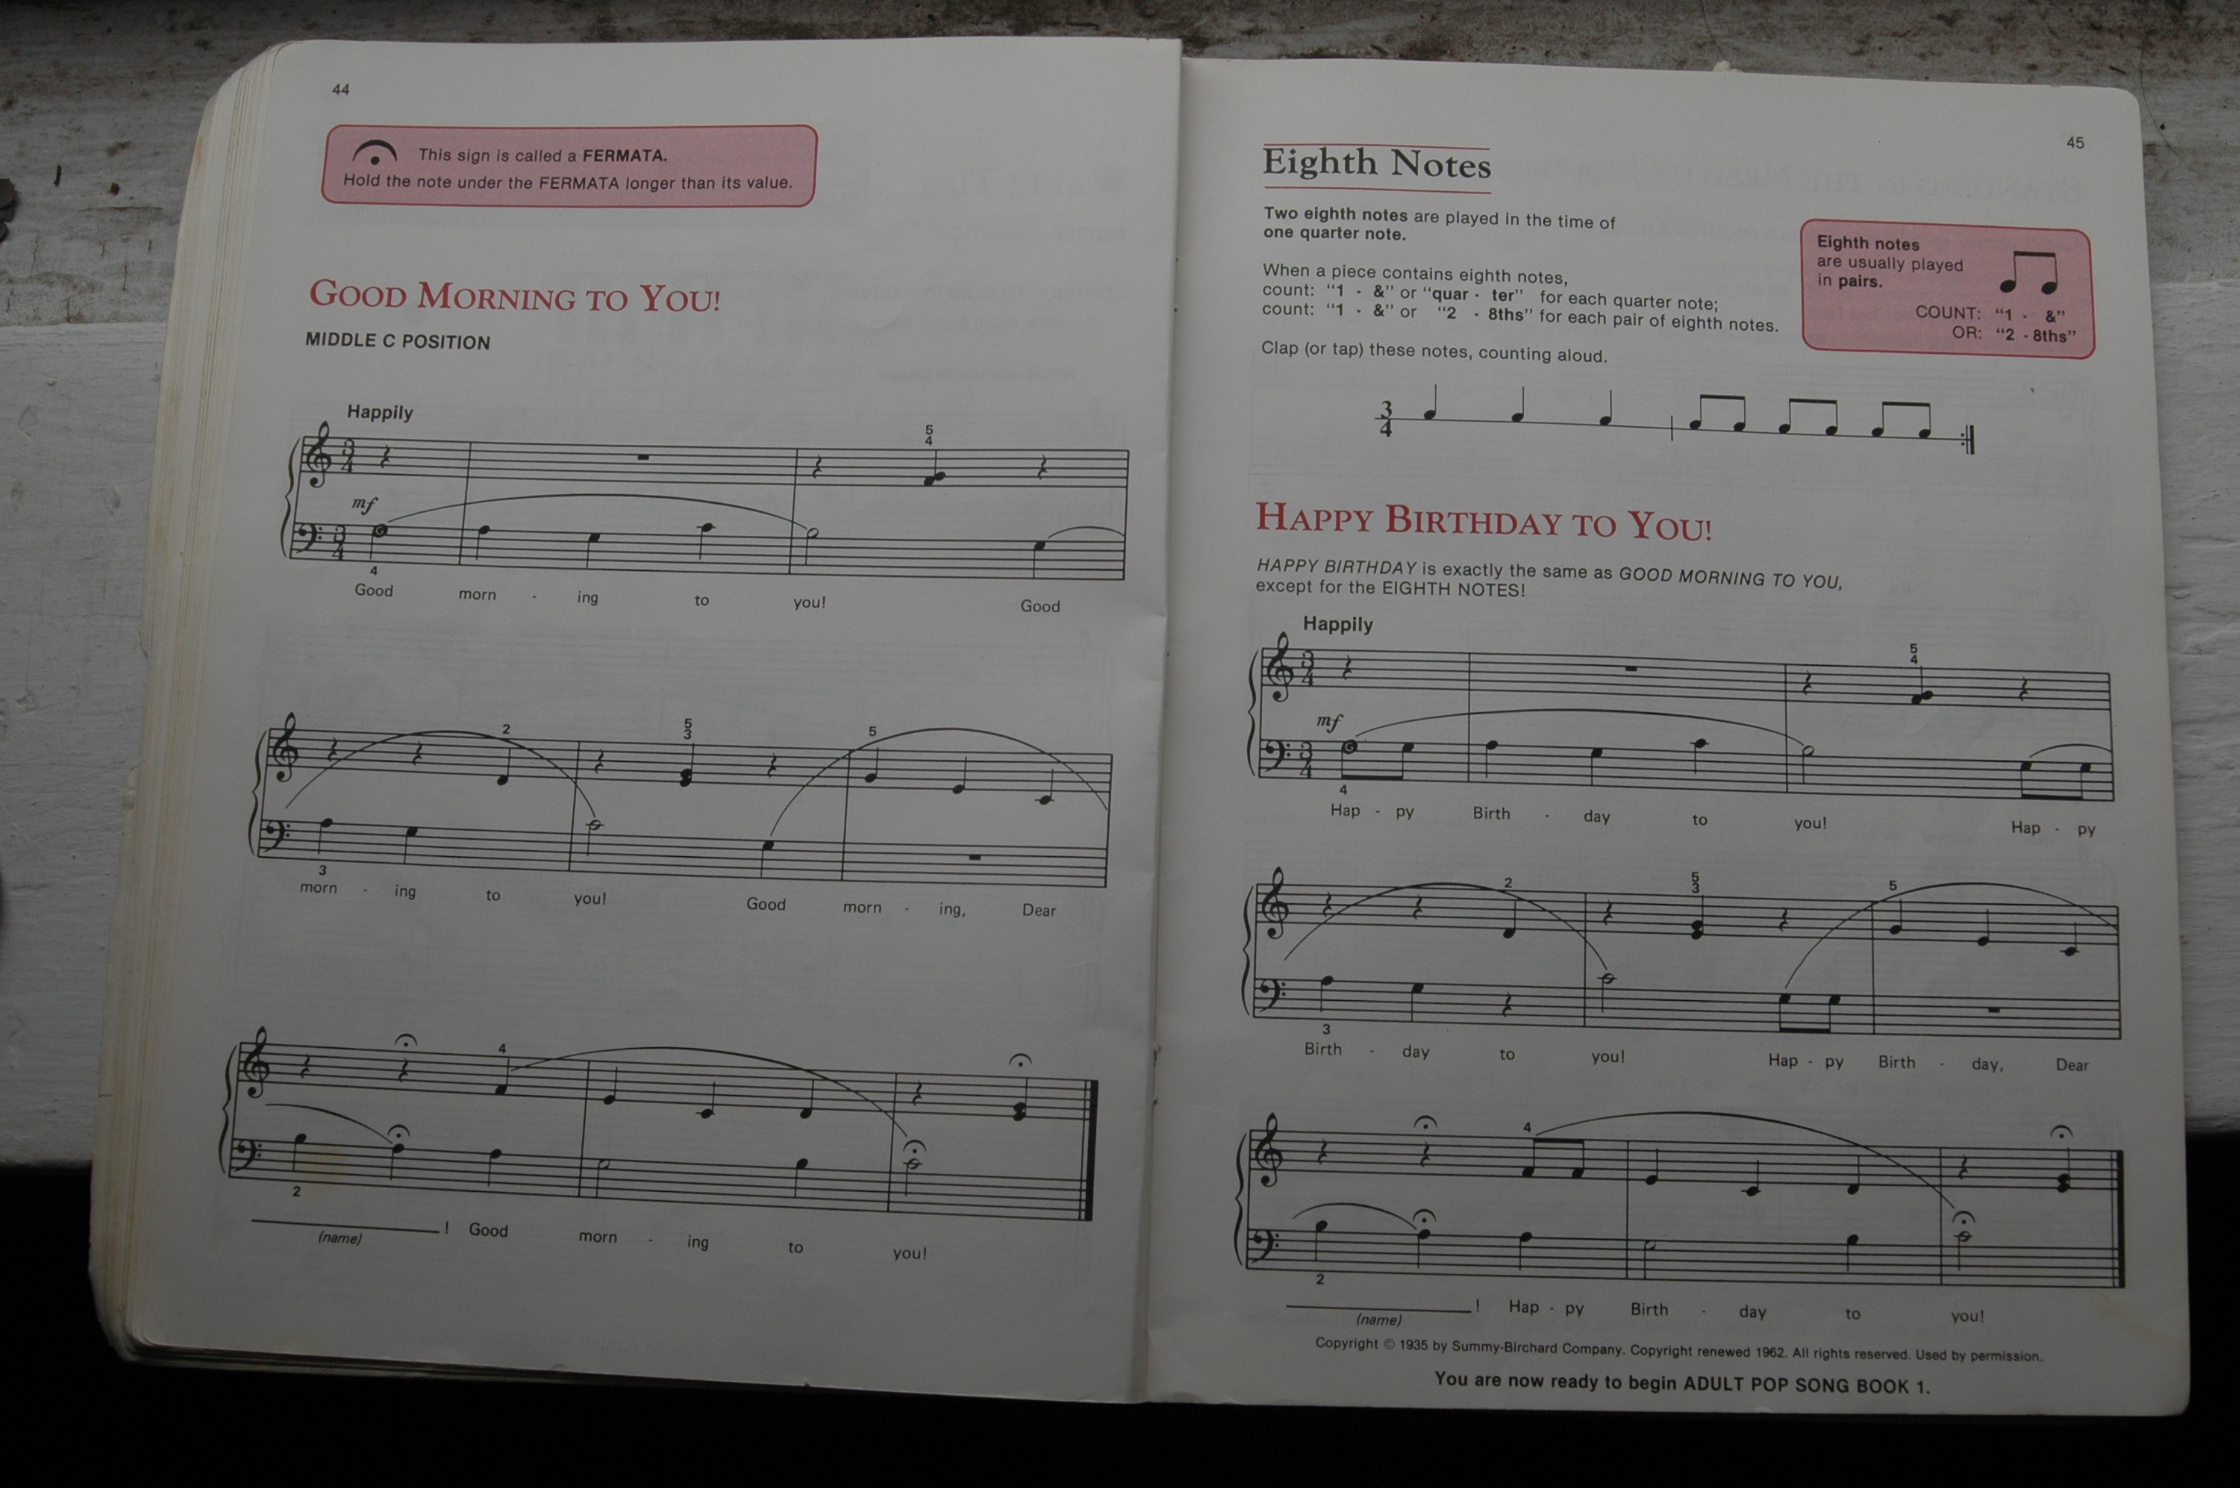 44
This sign is called a FERMATA.
Hold the note under the FERMATA longer than its value.
GOOD MORNING TO YOU!
MIDDLE C POSITION
Happily
5
4
3
4
mf
3
4
G
4
Good morn - ing to you! Good
2
5
3
5
3
morn - ing to you! Good morn - ing, Dear
4
2
! Good morn - ing to you!
(name)
45
Eighth Notes
Two eighth notes are played in the time of
one quarter note.
When a piece contains eighth notes,
count: “1 - &” or “quar - ter” for each quarter note;
count: “1 - &” or “2 - 8ths” for each pair of eighth notes.
Clap (or tap) these notes, counting aloud.
Eighth notes
are usually played
in pairs.
COUNT: “1 - &”
OR: “2 - 8ths”
3
4
HAPPY BIRTHDAY TO YOU!
HAPPY BIRTHDAY is exactly the same as GOOD MORNING TO YOU,
except for the EIGHTH NOTES!
Happily
5
4
3
4
mf
3
4
G
4
Hap - py Birth - day to you! Hap - py
2
5
3
5
3
Birth - day to you! Hap - py Birth - day, Dear
4
2
! Hap - py Birth - day to you!
(name)
Copyright © 1935 by Summy-Birchard Company. Copyright renewed 1962. All rights reserved. Used by permission.
You are now ready to begin ADULT POP SONG BOOK 1.